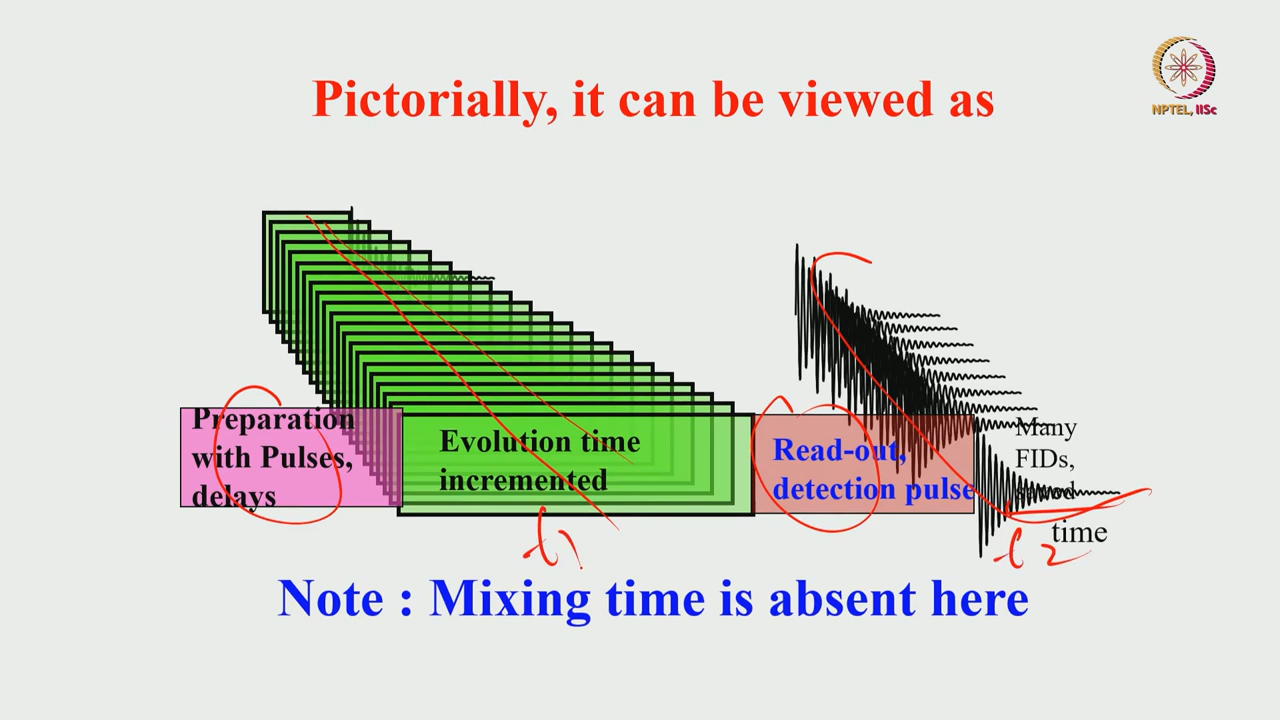 Pictorially, it can be viewed as
NPTEL, IISc
Preparation
with Pulses,
delays
Evolution time
incremented
Read-out,
detection pulse
Many
FIDs,
saved
time
t1
t2
Note : Mixing time is absent here